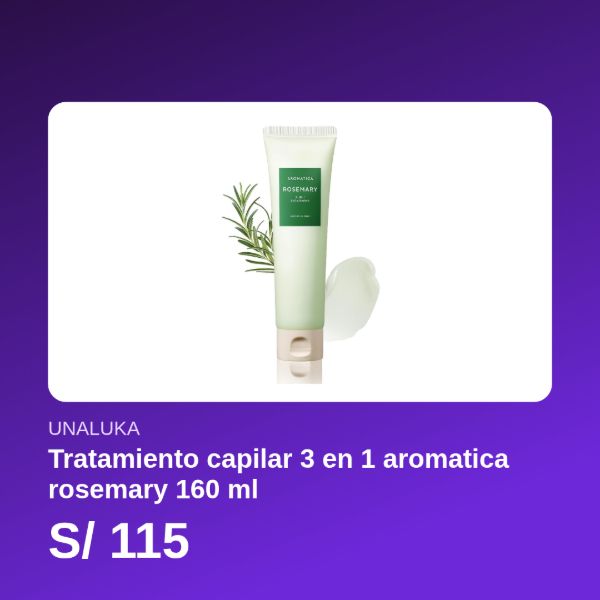 AROMATICA
ROSEMARY
UNALUKA
Tratamiento capilar 3 en 1 aromatica
rosemary 160 ml
S/ 115